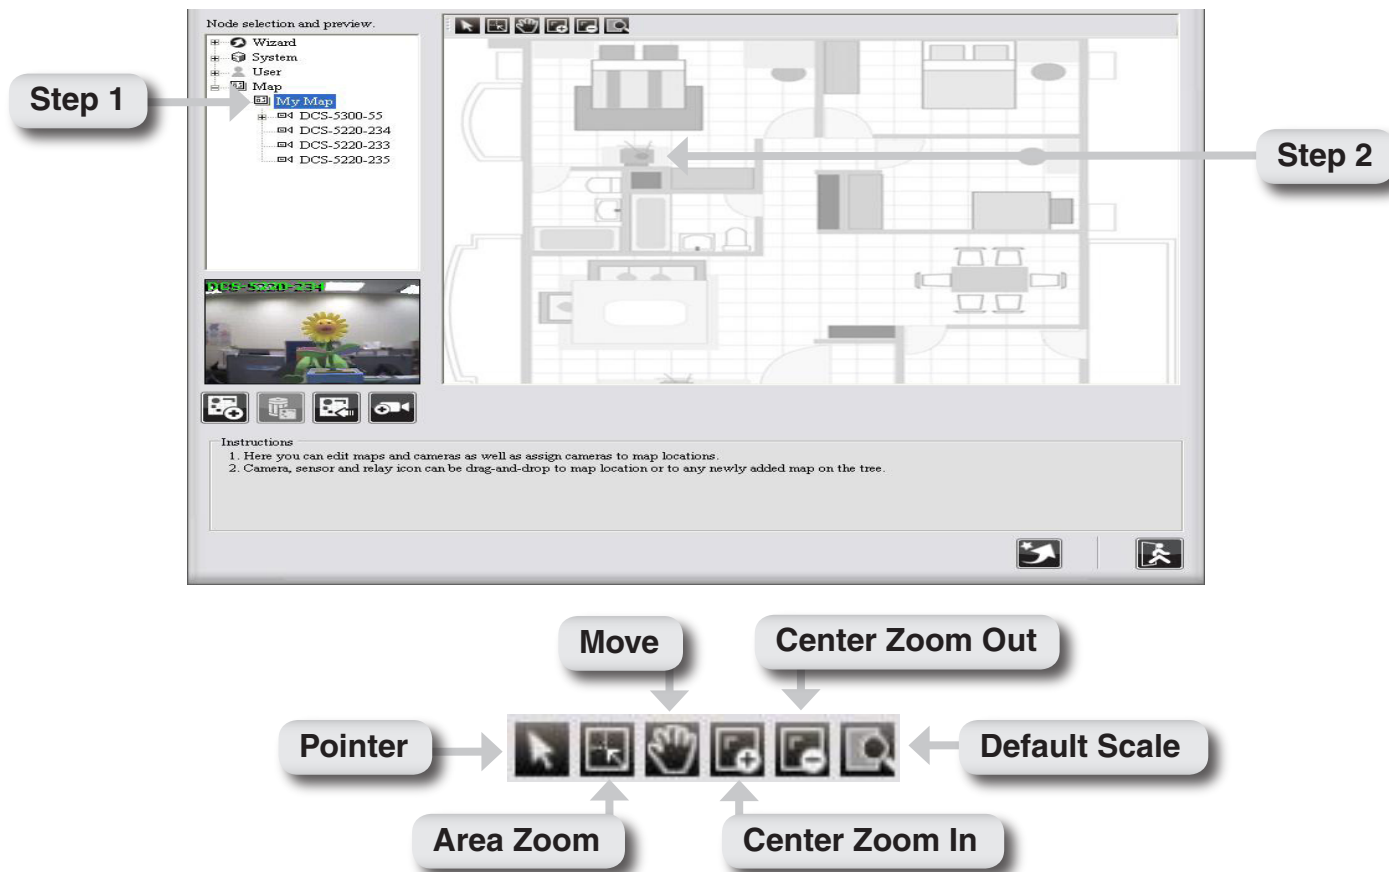 Node selection and preview.
Wizard
System
User
Map
My Map
DCS-5300-55
DCS-5220-234
DCS-5220-233
DCS-5220-235
Step 1
Step 2
DCS-5220-234
Instructions
1. Here you can edit maps and cameras as well as assign cameras to map locations.
2. Camera, sensor and relay icon can be drag-and-drop to map location or to any newly added map on the tree.
Move
Center Zoom Out
Pointer
Default Scale
Area Zoom
Center Zoom In